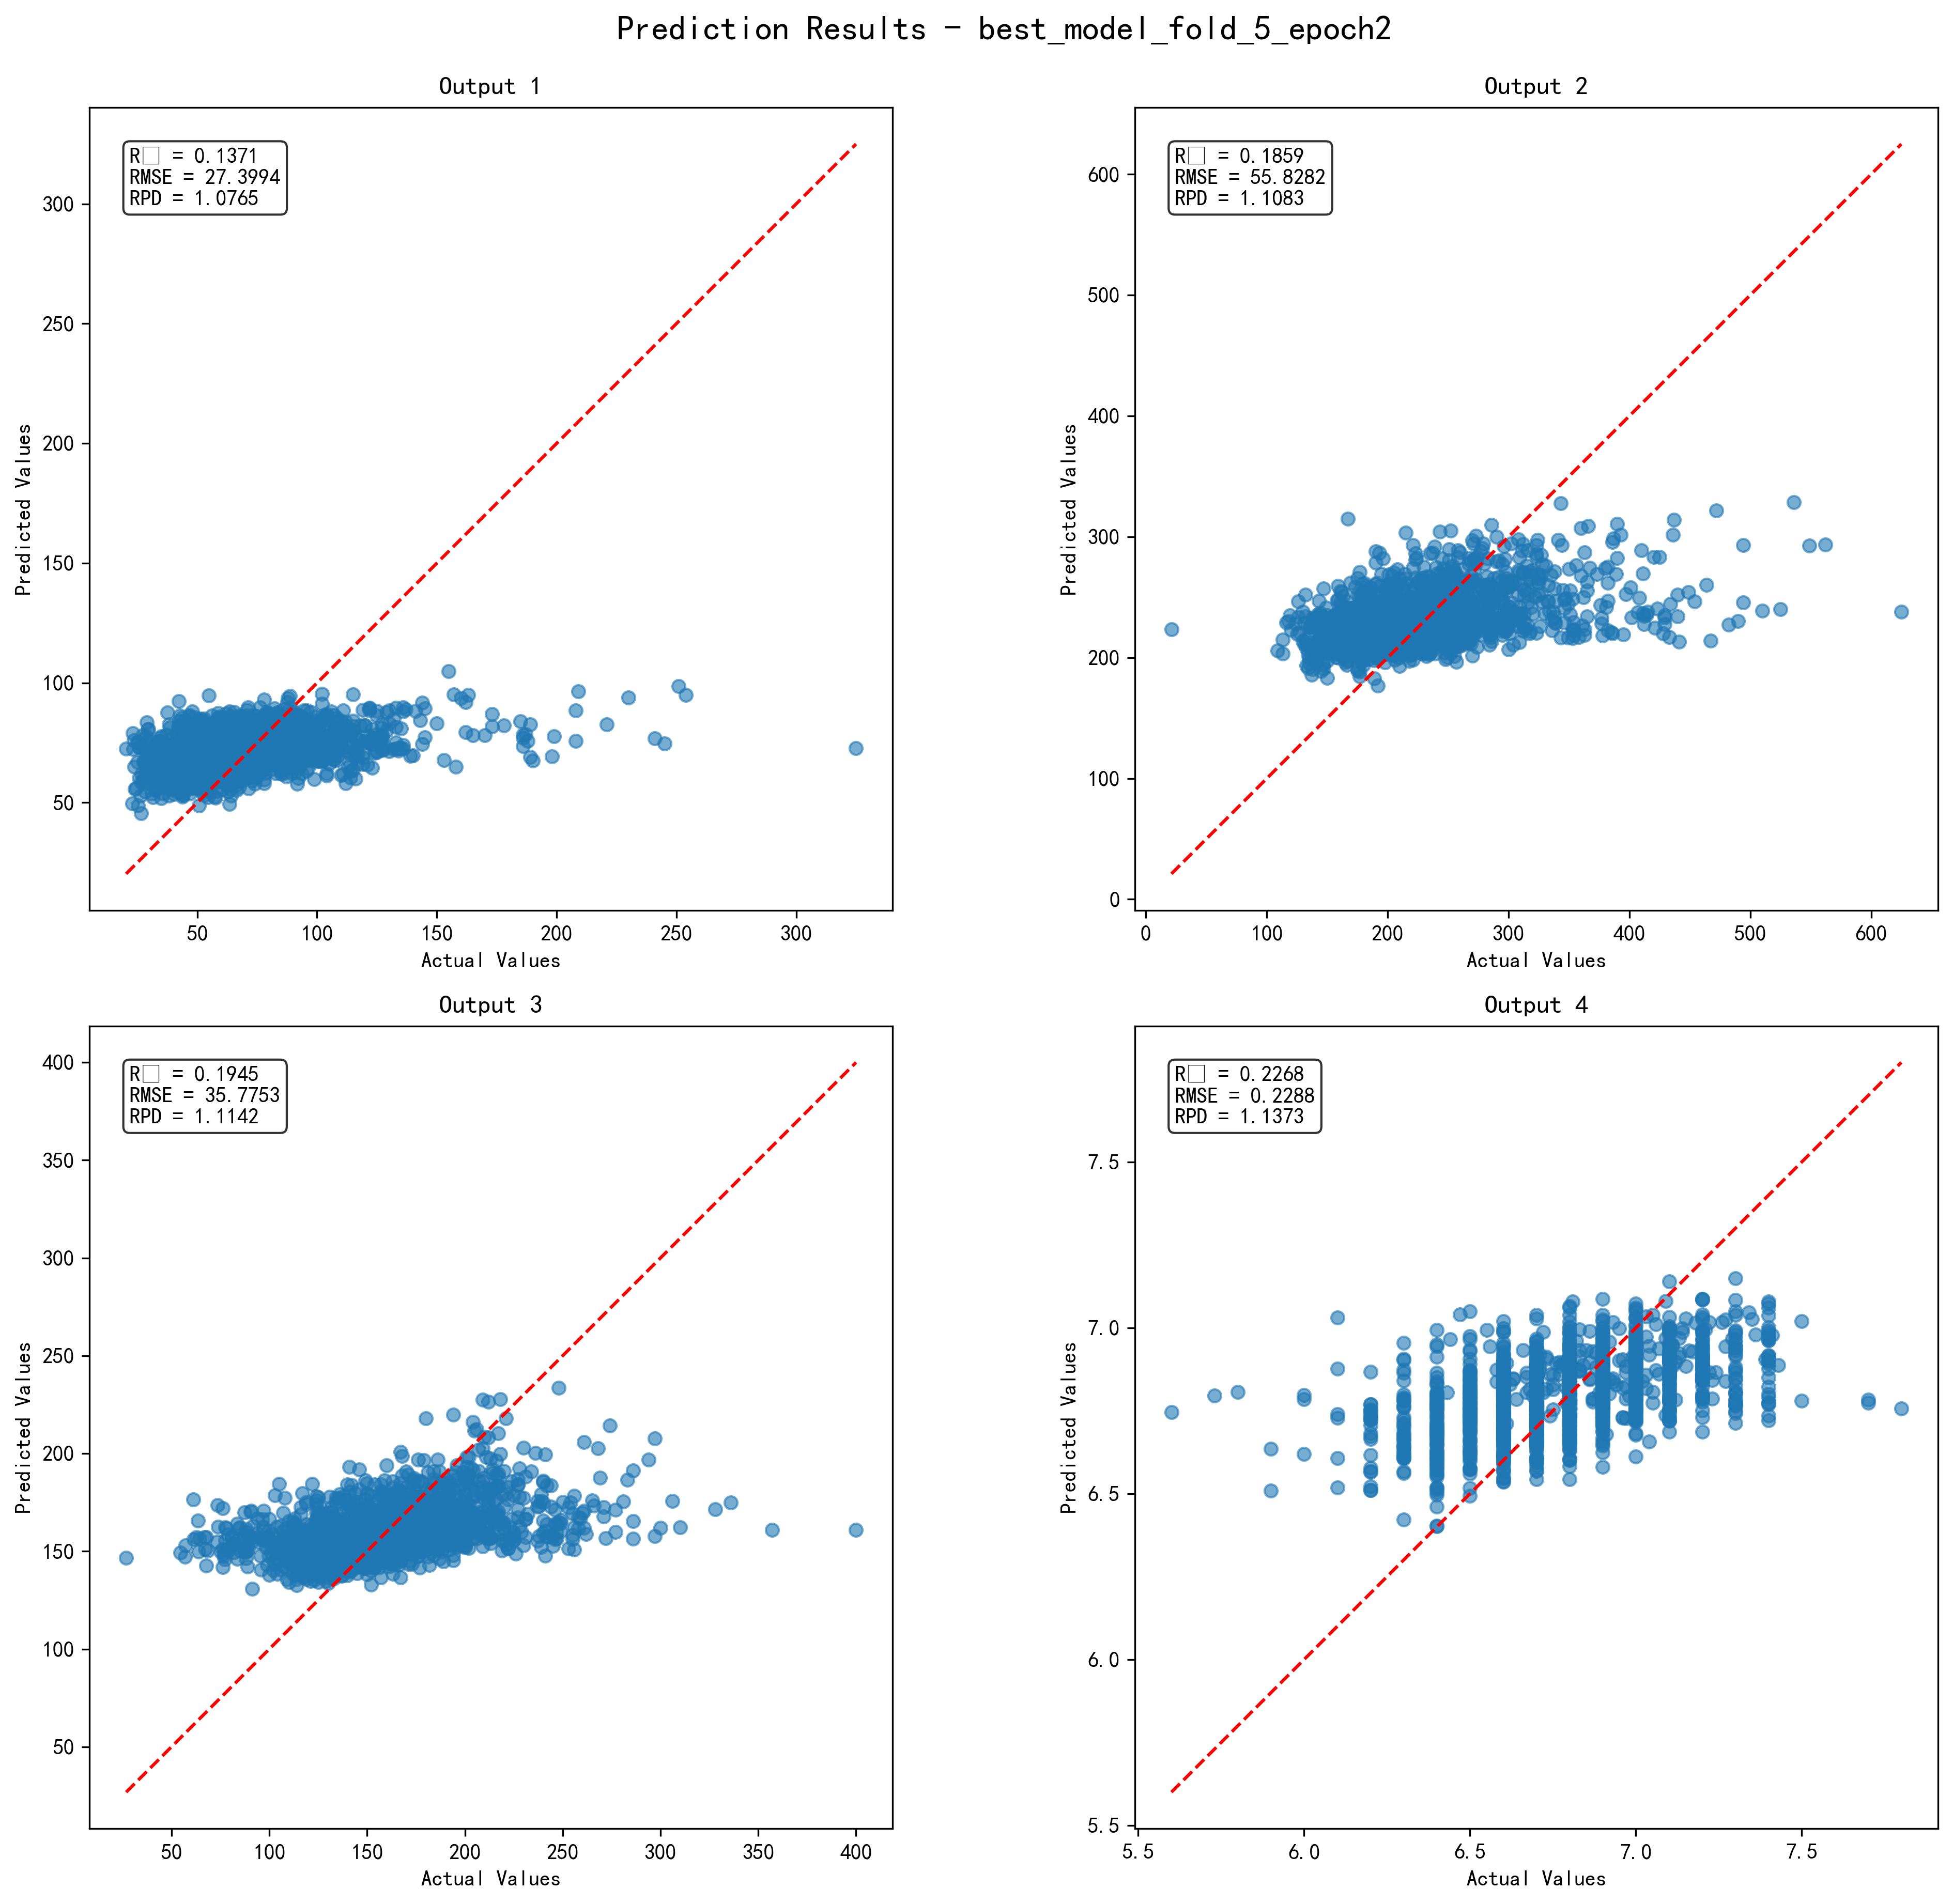 Prediction Results - best_model_fold_5_epoch2
Output 1
R□ = 0.1371
RMSE = 27.3994
RPD = 1.0765
300
250
200
150
100
50
Predicted Values
50 100 150 200 250 300
Actual Values
Output 2
R□ = 0.1859
RMSE = 55.8282
RPD = 1.1083
600
500
400
300
200
100
0
Predicted Values
0 100 200 300 400 500 600
Actual Values
Output 3
R□ = 0.1945
RMSE = 35.7753
RPD = 1.1142
400
350
300
250
200
150
100
50
Predicted Values
50 100 150 200 250 300 350 400
Actual Values
Output 4
R□ = 0.2268
RMSE = 0.2288
RPD = 1.1373
7.5
7.0
6.5
6.0
5.5
Predicted Values
5.5 6.0 6.5 7.0 7.5
Actual Values